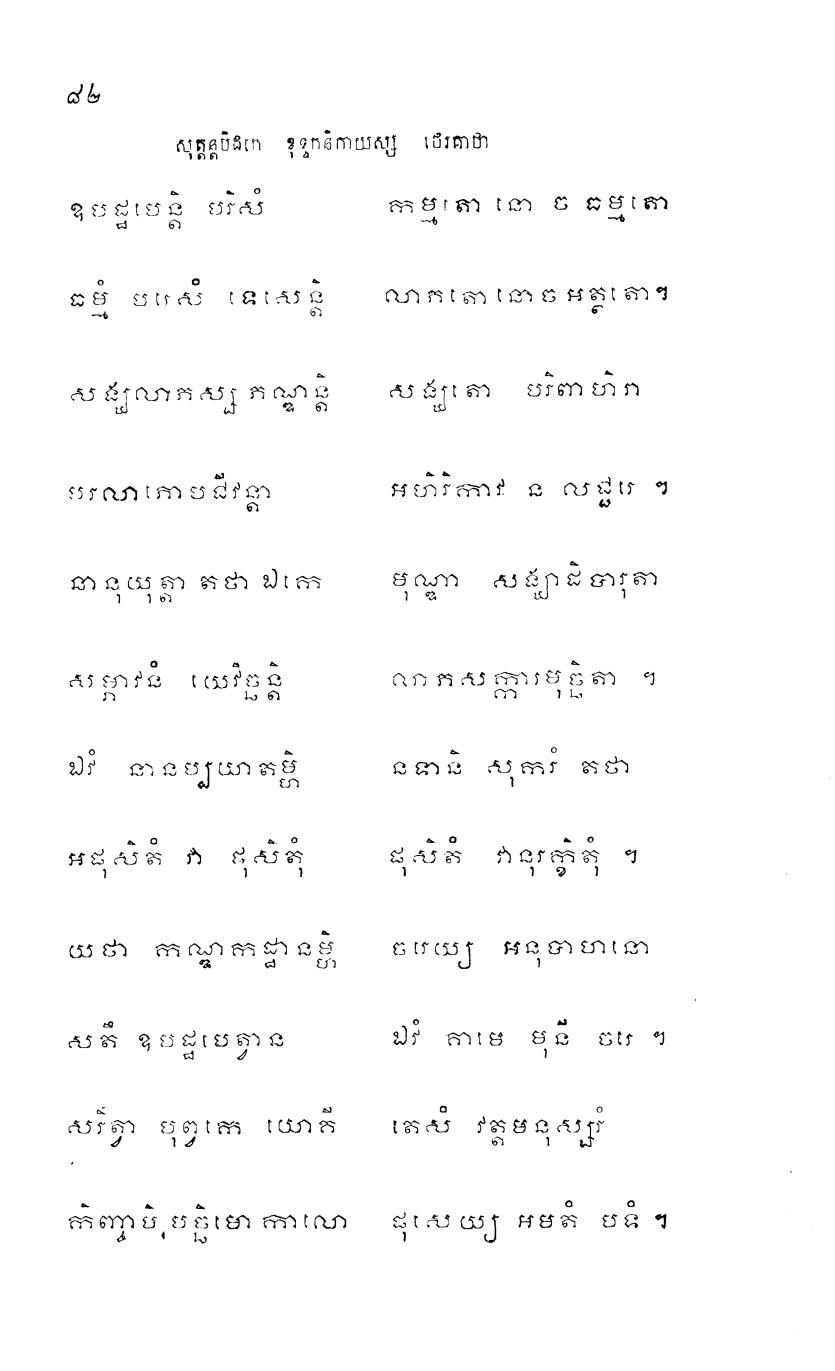 ៨២
សុត្តន្តបិដកេ ខុទ្ទកនិកាយស្ស ថេរគាថា
ឧបដ្ឋបេន្តិ បរិសំ កម្មតោ នោ ច ធម្មតោ
ធម្មំ បរេសំ ទេសេន្តិ លាភតោ នោ ច អត្ថតោ។
សង្ឃលាភស្ស ភណ្ឌន្តិ សង្ឃតោ បរិពាហិរា
បរលាភោបជីវន្តា អហិរិកាវ ន លជ្ជរេ ។
នានុយុត្តា តថា ឯកេ មុណ្ឌា សង្ឃាដិបារុតា
សម្ភាវនំ យេវិច្ឆន្តិ លាភសក្ការមុច្ឆិតា ។
ឯវំ នានប្បយាតម្ហិ នទានិ សុករំ តថា
អផុសិតំ វា ផុសិតុំ ផុសិតំ វានុរក្ខិតុំ ។
យថា កណ្ឌកដ្ឋានម្ហិ ចរេយ្យ អនុបាហនោ
សតឹ ឧបដ្ឋបេត្វាន ឯវំ គាមេ មុនី ចរេ ។
សរិត្វា បុព្វកេ យោគី តេសំ វត្តមនុស្សរំ
កិញ្ចាបិ បច្ឆិមោ កាលោ ផុសេយ្យ អមតំ បទំ ។